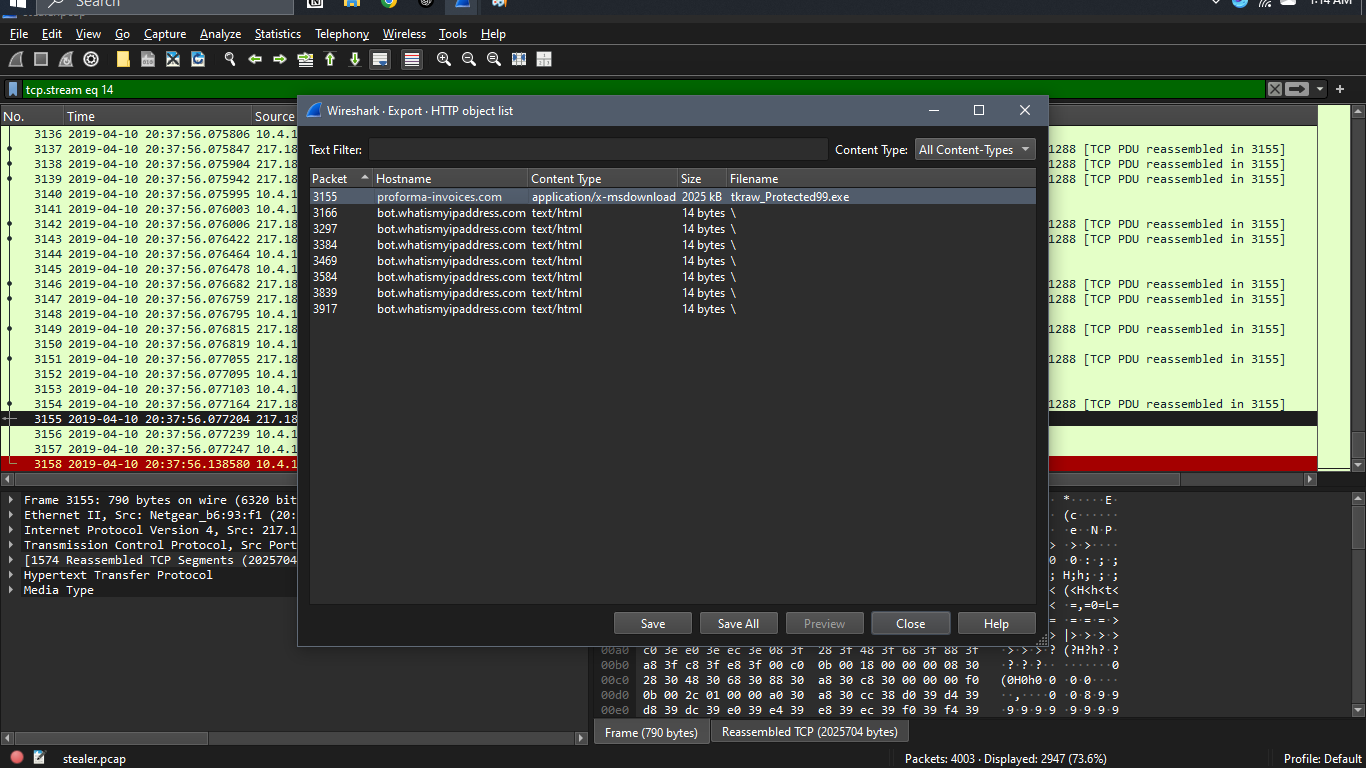 Search
1:14 AM
stealer.pcap
File Edit View Go Capture Analyze Statistics Telephony Wireless Tools Help
tcp.stream eq 14
Wireshark · Export · HTTP object list
Text Filter: Content Type: All Content-Types
Packet Hostname Content Type Size Filename
3155 proforma-invoices.com application/x-msdownload 2025 kB tkraw_Protected99.exe
3166 bot.whatismyipaddress.com text/html 14 bytes \
3297 bot.whatismyipaddress.com text/html 14 bytes \
3384 bot.whatismyipaddress.com text/html 14 bytes \
3469 bot.whatismyipaddress.com text/html 14 bytes \
3584 bot.whatismyipaddress.com text/html 14 bytes \
3839 bot.whatismyipaddress.com text/html 14 bytes \
3917 bot.whatismyipaddress.com text/html 14 bytes \
Save Save All Preview Close Help
No. Time Source
3136 2019-04-10 20:37:56.075806 10.4.1
3137 2019-04-10 20:37:56.075847 217.18 1288 [TCP PDU reassembled in 3155]
3138 2019-04-10 20:37:56.075904 217.18 1288 [TCP PDU reassembled in 3155]
3139 2019-04-10 20:37:56.075942 217.18 1288 [TCP PDU reassembled in 3155]
3140 2019-04-10 20:37:56.075995 10.4.1
3141 2019-04-10 20:37:56.076003 10.4.1
3142 2019-04-10 20:37:56.076006 217.18 1288 [TCP PDU reassembled in 3155]
3143 2019-04-10 20:37:56.076422 217.18 1288 [TCP PDU reassembled in 3155]
3144 2019-04-10 20:37:56.076464 10.4.1
3145 2019-04-10 20:37:56.076478 10.4.1
3146 2019-04-10 20:37:56.076682 217.18 1288 [TCP PDU reassembled in 3155]
3147 2019-04-10 20:37:56.076759 217.18 1288 [TCP PDU reassembled in 3155]
3148 2019-04-10 20:37:56.076795 10.4.1
3149 2019-04-10 20:37:56.076815 217.18 1288 [TCP PDU reassembled in 3155]
3150 2019-04-10 20:37:56.076819 10.4.1
3151 2019-04-10 20:37:56.077055 217.18 1288 [TCP PDU reassembled in 3155]
3152 2019-04-10 20:37:56.077095 10.4.1
3153 2019-04-10 20:37:56.077103 10.4.1
3154 2019-04-10 20:37:56.077164 217.18 1288 [TCP PDU reassembled in 3155]
3155 2019-04-10 20:37:56.077204 217.18
3156 2019-04-10 20:37:56.077239 10.4.1
3157 2019-04-10 20:37:56.077247 10.4.1
3158 2019-04-10 20:37:56.138580 10.4.1
Frame 3155: 790 bytes on wire (6320 bit
Ethernet II, Src: Netgear_b6:93:f1 (20:
Internet Protocol Version 4, Src: 217.1
Transmission Control Protocol, Src Port
[1574 Reassembled TCP Segments (2025704
Hypertext Transfer Protocol
Media Type
00a0 c0 3e e0 3e ec 3e 08 3f 28 3f 48 3f 68 3f 88 3f
00b0 a8 3f c8 3f e8 3f 00 c0 0b 00 18 00 00 00 08 30
00c0 28 30 48 30 68 30 88 30 a8 30 c8 30 00 00 00 f0
00d0 0b 00 2c 01 00 00 a0 30 a4 30 cc 38 d0 39 d4 39
00e0 d8 39 dc 39 e0 39 e4 39 e8 39 ec 39 f0 39 f4 39
Frame (790 bytes) Reassembled TCP (2025704 bytes)
stealer.pcap Packets: 4003 · Displayed: 2947 (73.6%) Profile: Default